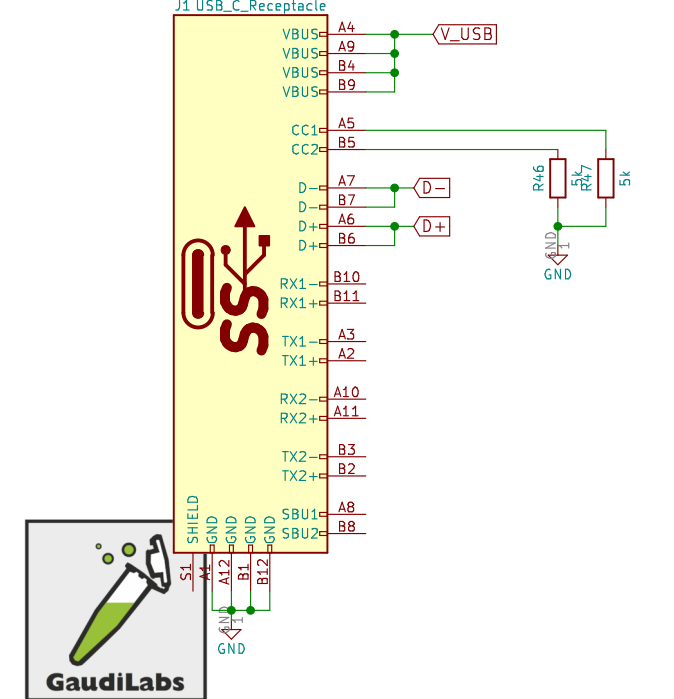 J1 USB_C_Receptacle
VBUS A4 V_USB
VBUS A9
VBUS B4
VBUS B9
CC1 A5
CC2 B5
R46 5k
R47 5k
D- A7 D-
D- B7
D+ A6 D+
D+ B6
GND 1
GND
RX1- B10
RX1+ B11
TX1- A3
TX1+ A2
RX2- A10
RX2+ A11
TX2- B3
TX2+ B2
SBU1 A8
SBU2 B8
SHIELD GND GND GND GND
S1 A1 A12 B1 B12
GND 1
GND
SS
GaudiLabs